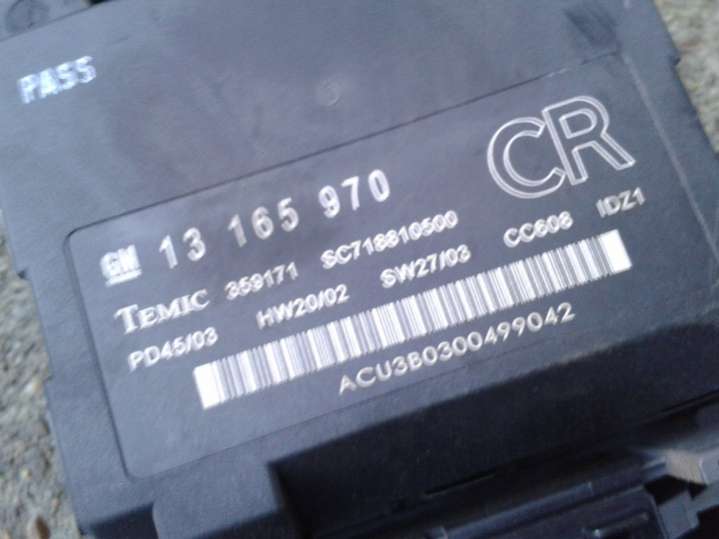 PASS
CR
GM 13 165 970
TEMIC 359171 SC718810500
PD45/03 HW20/02 SW27/03 CC608 IDZ1
ACU3B0300499042